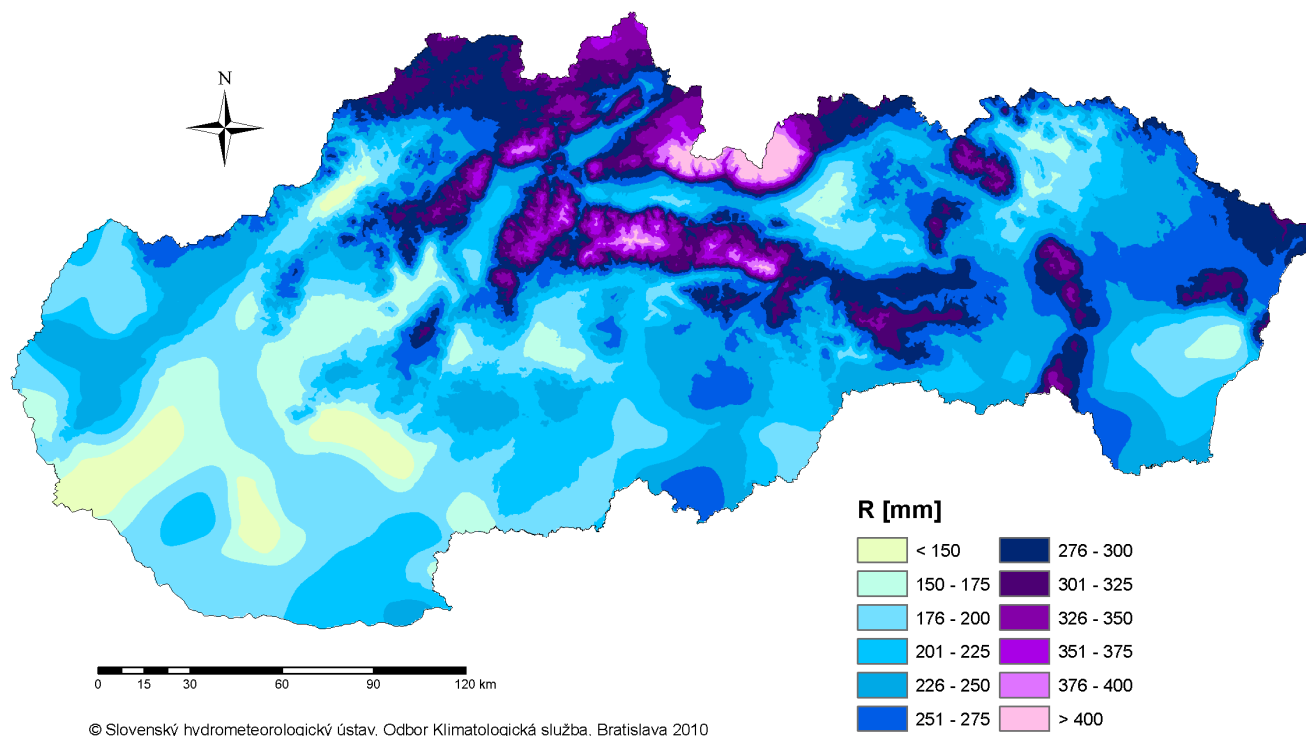 N
R [mm]
< 150
150 - 175
176 - 200
201 - 225
226 - 250
251 - 275
276 - 300
301 - 325
326 - 350
351 - 375
376 - 400
> 400
0 15 30 60 90 120 km
© Slovenský hydrometeorologický ústav, Odbor Klimatologická služba, Bratislava 2010